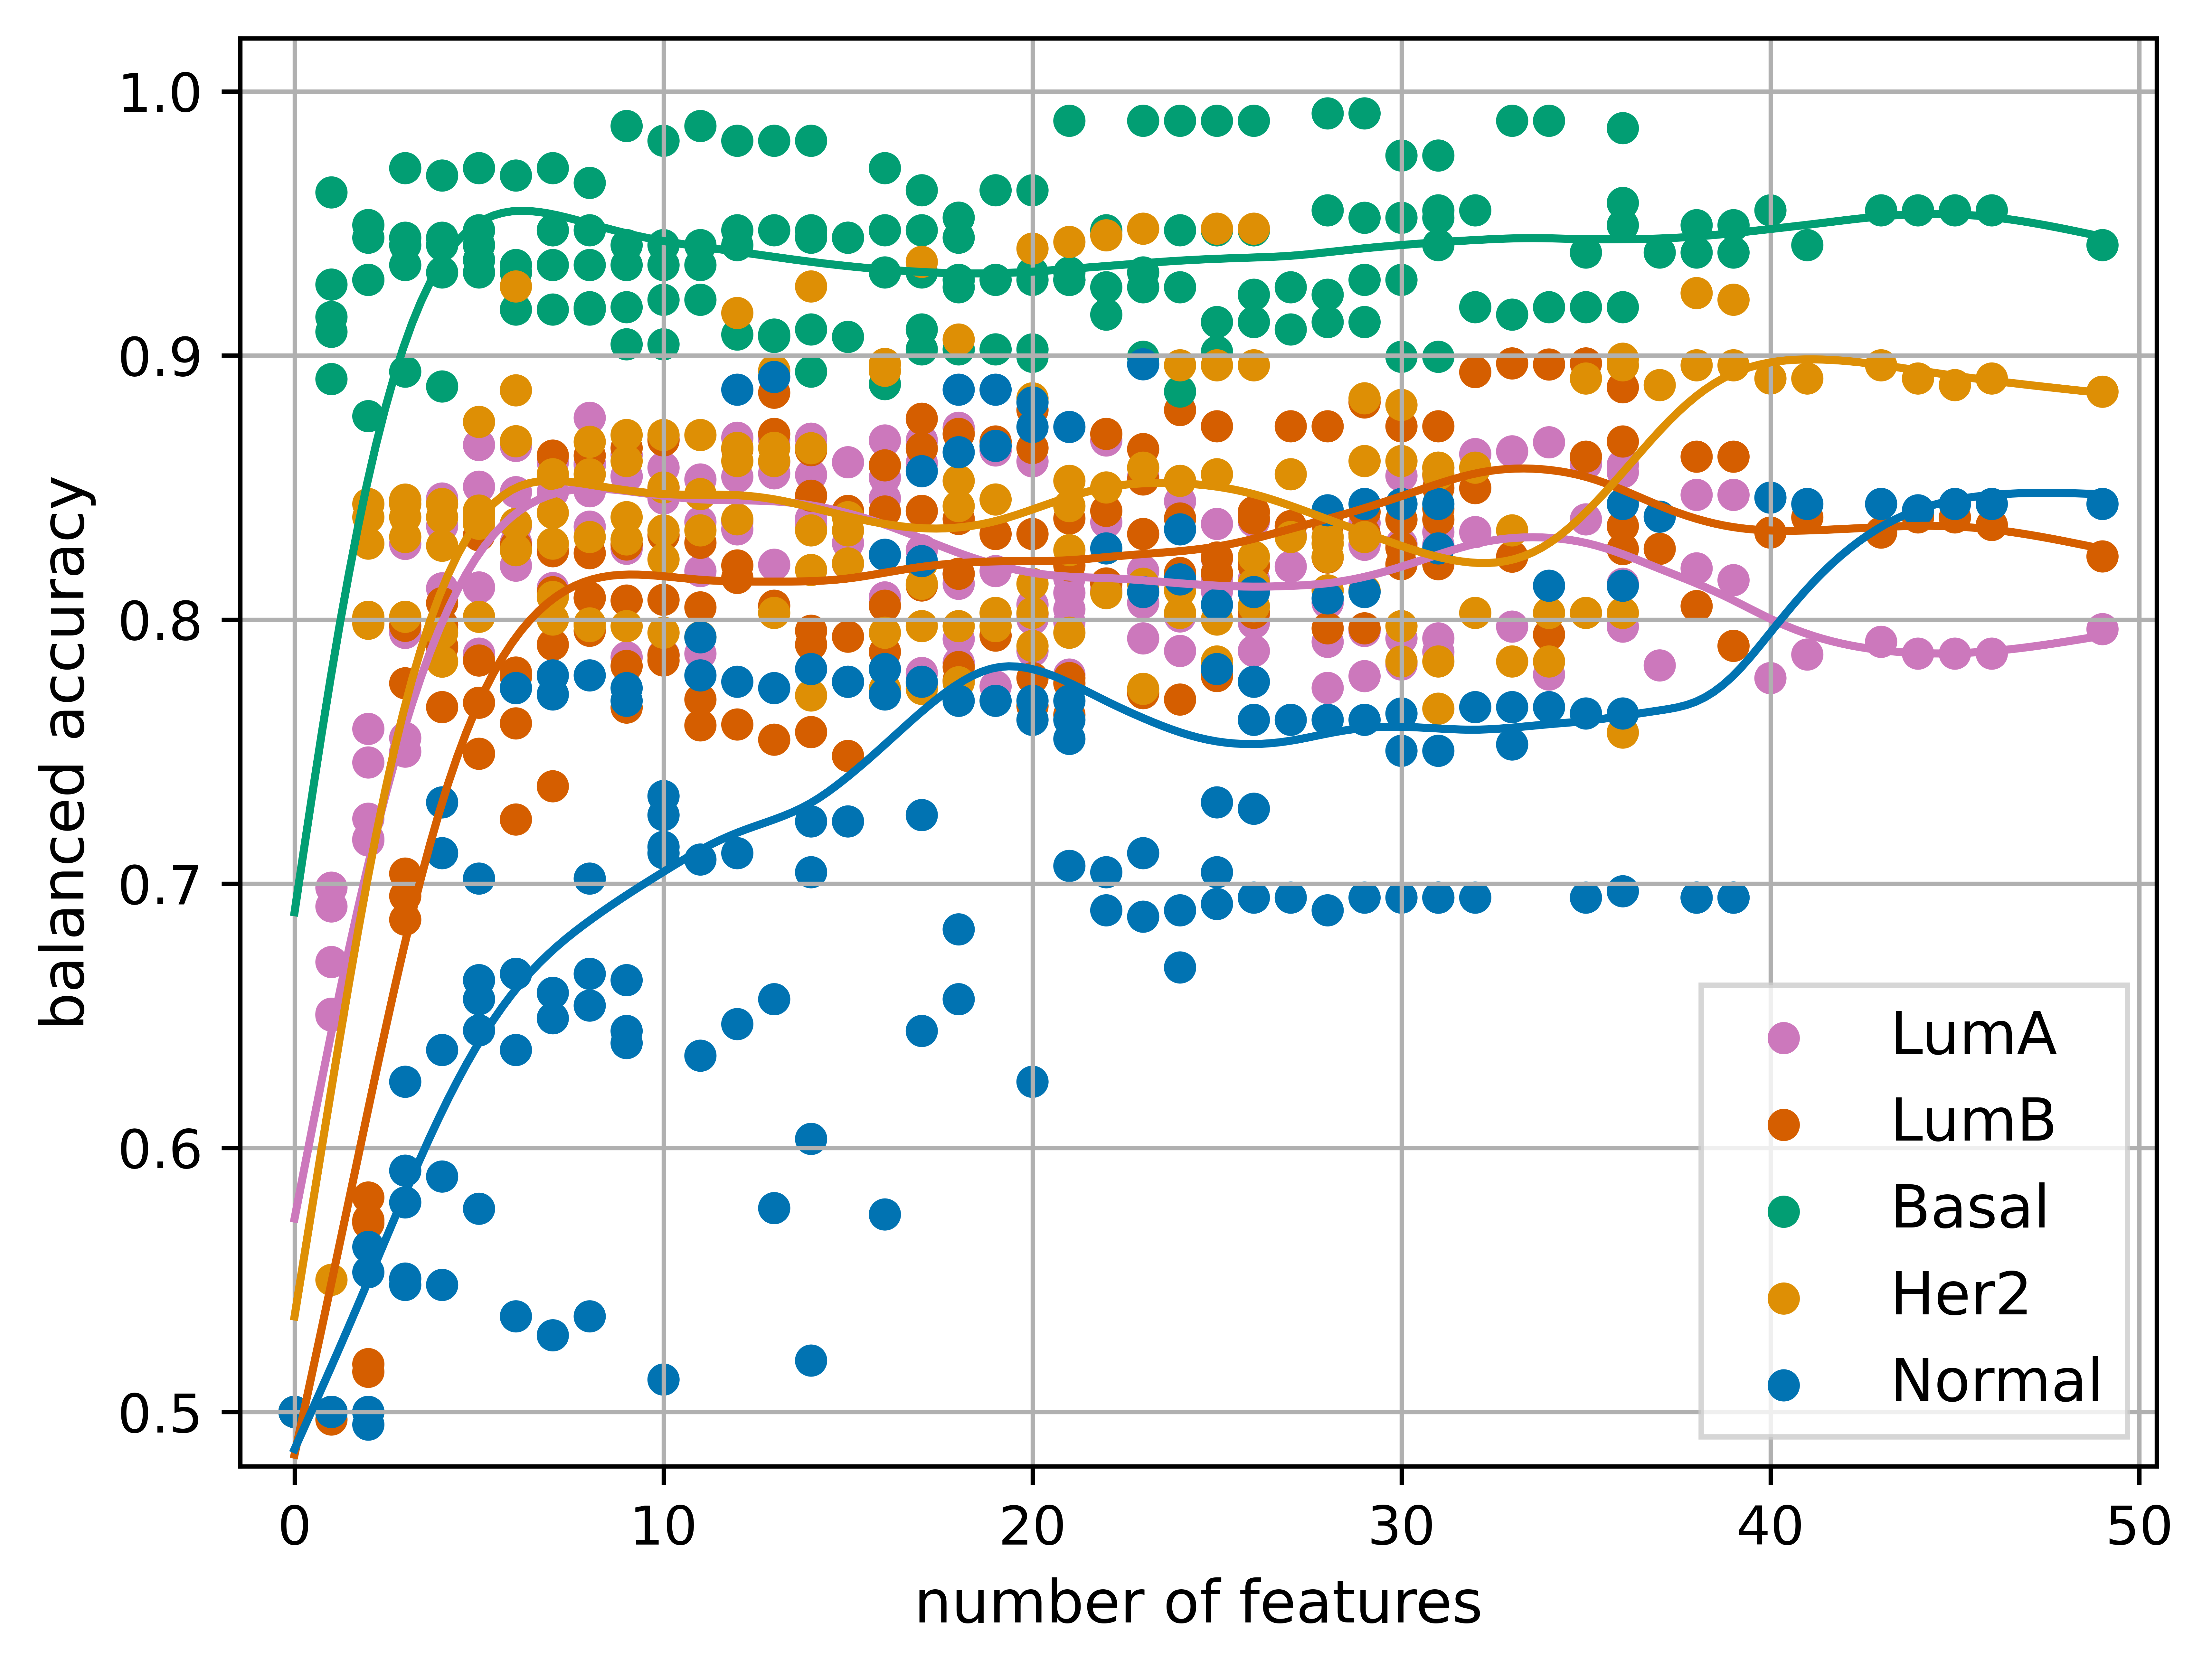 balanced accuracy
1.0
0.9
0.8
0.7
0.6
0.5
0 10 20 30 40 50
number of features
LumA
LumB
Basal
Her2
Normal